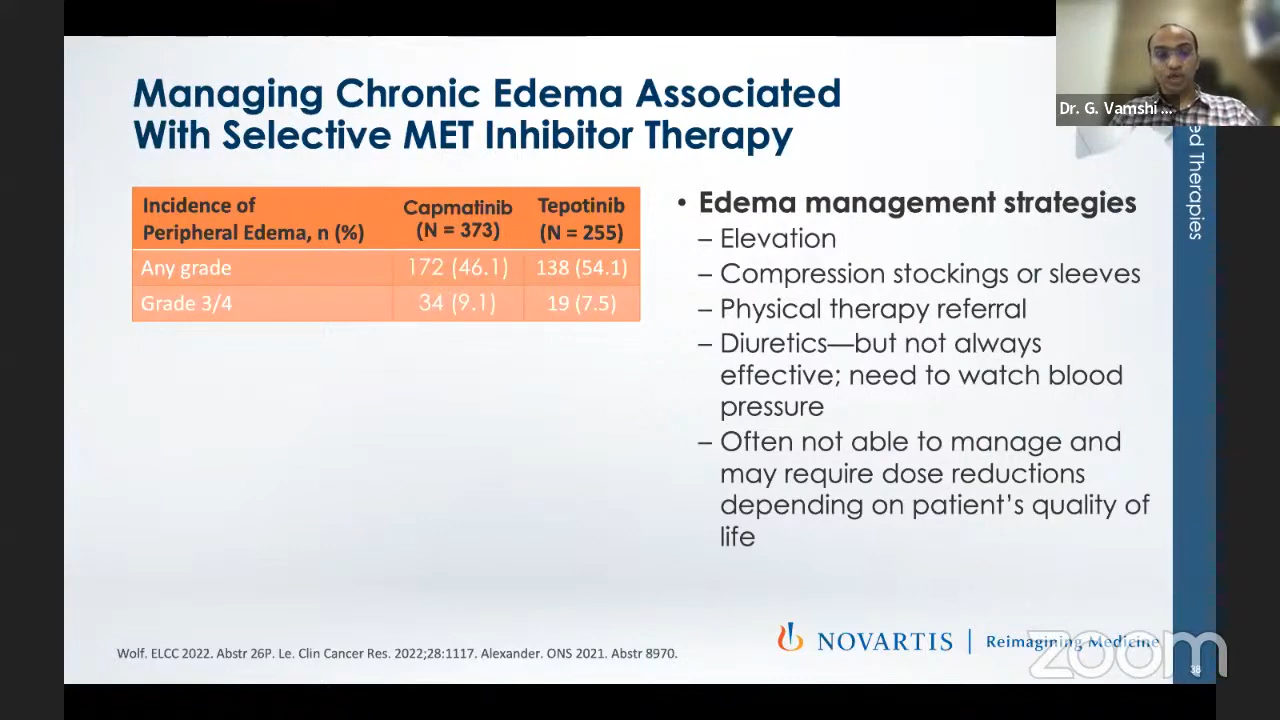 Managing Chronic Edema Associated
With Selective MET Inhibitor Therapy
Dr. G. Vamshi ...
ed Therapies
Incidence of
Peripheral Edema, n (%)
Capmatinib
(N = 373)
Tepotinib
(N = 255)
Any grade
172 (46.1)
138 (54.1)
Grade 3/4
34 (9.1)
19 (7.5)
• Edema management strategies
– Elevation
– Compression stockings or sleeves
– Physical therapy referral
– Diuretics—but not always
effective; need to watch blood
pressure
– Often not able to manage and
may require dose reductions
depending on patient's quality of
life
Wolf. ELCC 2022. Abstr 26P. Le. Clin Cancer Res. 2022;28:1117. Alexander. ONS 2021. Abstr 8970.
NOVARTIS | Reimagining Medicine
zoom
38